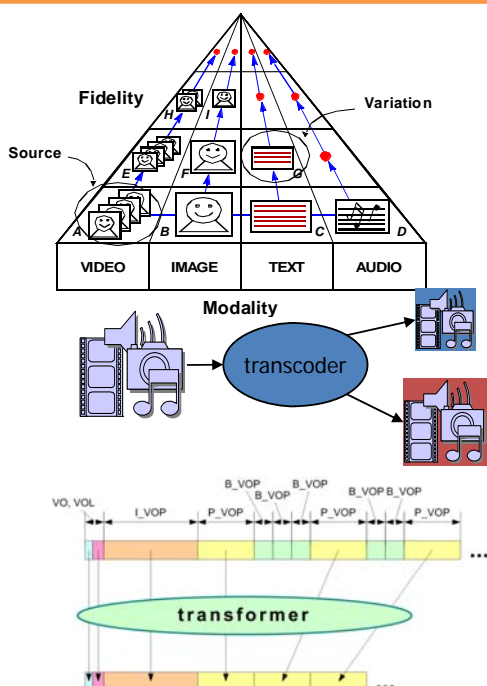 Fidelity
H
I
Variation
Source
E
F
G
A
B
C
D
VIDEO IMAGE TEXT AUDIO
Modality
transcoder
B_VOP B_VOP
B_VOP B_VOP B_VOP
VO, VOL I_VOP P_VOP P_VOP P_VOP
...
transformer
...